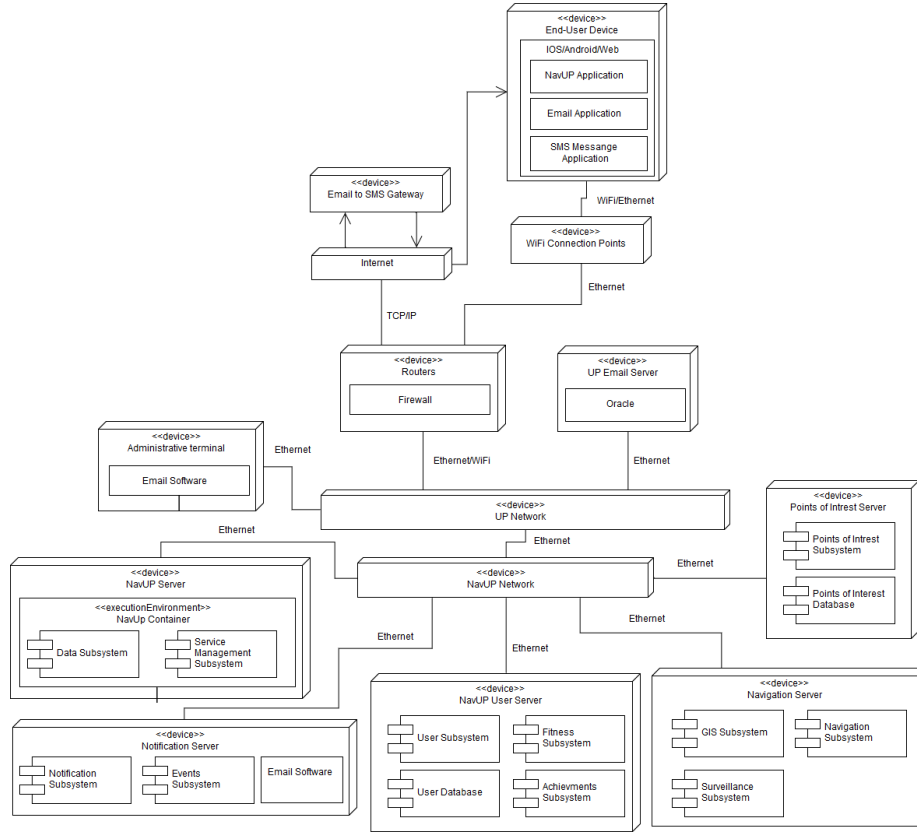 <<device>>
End-User Device
IOS/Android/Web
NavUP Application
Email Application
SMS Messange
Application
<<device>>
Email to SMS Gateway
WiFi/Ethernet
<<device>>
WiFi Connection Points
Internet
Ethernet
TCP/IP
<<device>>
Routers
Firewall
<<device>>
UP Email Server
Oracle
<<device>>
Administrative terminal
Email Software
Ethernet
Ethernet/WiFi
Ethernet
<<device>>
UP Network
<<device>>
Points of Intrest Server
Points of Intrest
Subsystem
Points of Interest
Database
Ethernet
Ethernet
<<device>>
NavUP Network
Ethernet
<<device>>
NavUP Server
<<executionEnvironment>>
NavUp Container
Data Subsystem
Service
Management
Subsystem
Ethernet
Ethernet
Ethernet
<<device>>
Notification Server
Notification
Subsystem
Events
Subsystem
Email Software
<<device>>
NavUP User Server
User Subsystem
Fitness
Subsystem
User Database
Achievments
Subsystem
<<device>>
Navigation Server
GIS Subsystem
Navigation
Subsystem
Surveillance
Subsystem